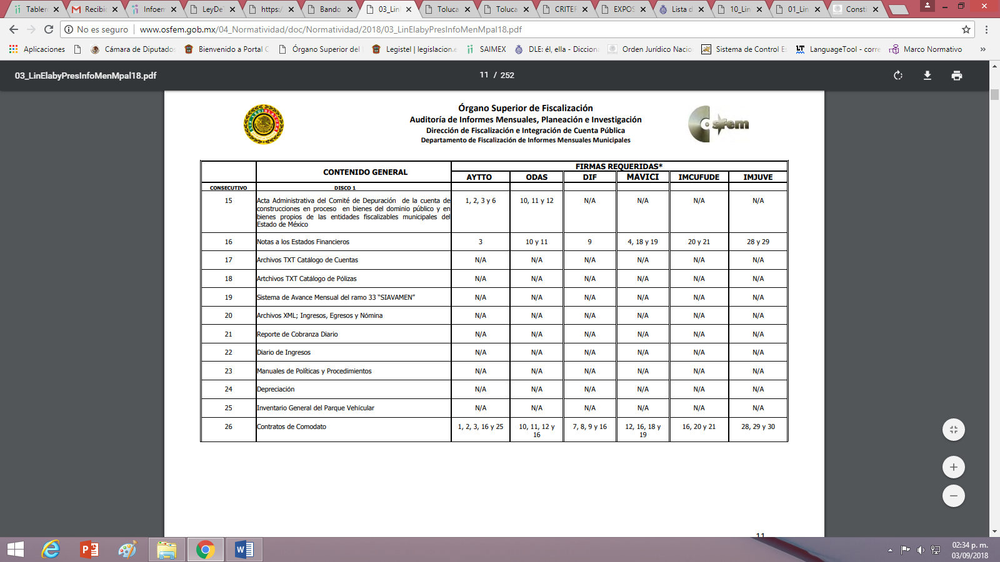 Tablero
Recibid
Infoem
LeyDe
https:/
Bando
03_Lin
Toluca
Toluca
CRITER
EXPOS
Lista d
10_Lin
01_Lin
Consti
No es seguro
www.osfem.gob.mx/04_Normatividad/doc/Normatividad/2018/03_LinElabyPresInfoMenMpal18.pdf
Aplicaciones
Cámara de Diputados
Bienvenido a Portal C
Órgano Superior del
Legistel | legislacion.e
SAIMEX
DLE: él, ella - Diccion
Orden Jurídico Nacio
Sistema de Control E
LanguageTool - corre
Marco Normativo
»
03_LinElabyPresInfoMenMpal18.pdf
11 / 252
Órgano Superior de Fiscalización
Auditoría de Informes Mensuales, Planeación e Investigación
Dirección de Fiscalización e Integración de Cuenta Pública
Departamento de Fiscalización de Informes Mensuales Municipales
osfem
CONTENIDO GENERAL
FIRMAS REQUERIDAS*
AYTTO ODAS DIF MAVICI IMCUFUDE IMJUVE
CONSECUTIVO DISCO 1
15 Acta Administrativa del Comité de Depuración de la cuenta de 1, 2, 3 y 6 10, 11 y 12 N/A N/A N/A N/A
construcciones en proceso en bienes del dominio público y en
bienes propios de las entidades fiscalizables municipales del
Estado de México
16 Notas a los Estados Financieros 3 10 y 11 9 4, 18 y 19 20 y 21 28 y 29
17 Archivos TXT Catálogo de Cuentas N/A N/A N/A N/A N/A N/A
18 Artchivos TXT Catálogo de Pólizas N/A N/A N/A N/A N/A N/A
19 Sistema de Avance Mensual del ramo 33 “SIAVAMEN” N/A N/A N/A N/A N/A N/A
20 Archivos XML; Ingresos, Egresos y Nómina N/A N/A N/A N/A N/A N/A
21 Reporte de Cobranza Diario N/A N/A N/A N/A N/A N/A
22 Diario de Ingresos N/A N/A N/A N/A N/A N/A
23 Manuales de Políticas y Procedimientos N/A N/A N/A N/A N/A N/A
24 Depreciación N/A N/A N/A N/A N/A N/A
25 Inventario General del Parque Vehícular N/A N/A N/A N/A N/A N/A
26 Contratos de Comodato 1, 2, 3, 16 y 25 10, 11, 12 y 7, 8, 9 y 16 12, 16, 18 y 16, 20 y 21 28, 29 y 30
16 19
11
02:34 p. m.
03/09/2018